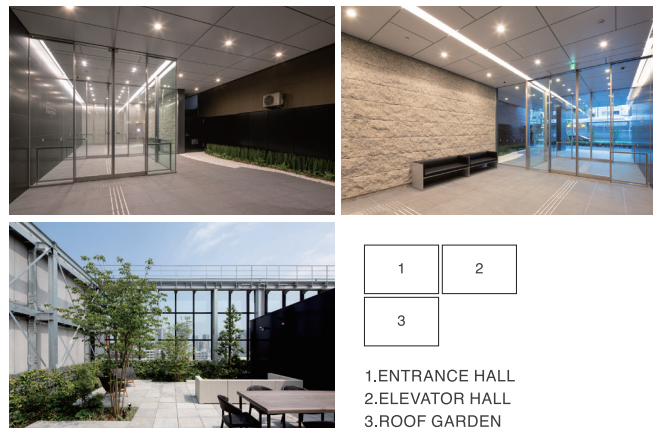 1
2
3
1.ENTRANCE HALL
2.ELEVATOR HALL
3.ROOF GARDEN